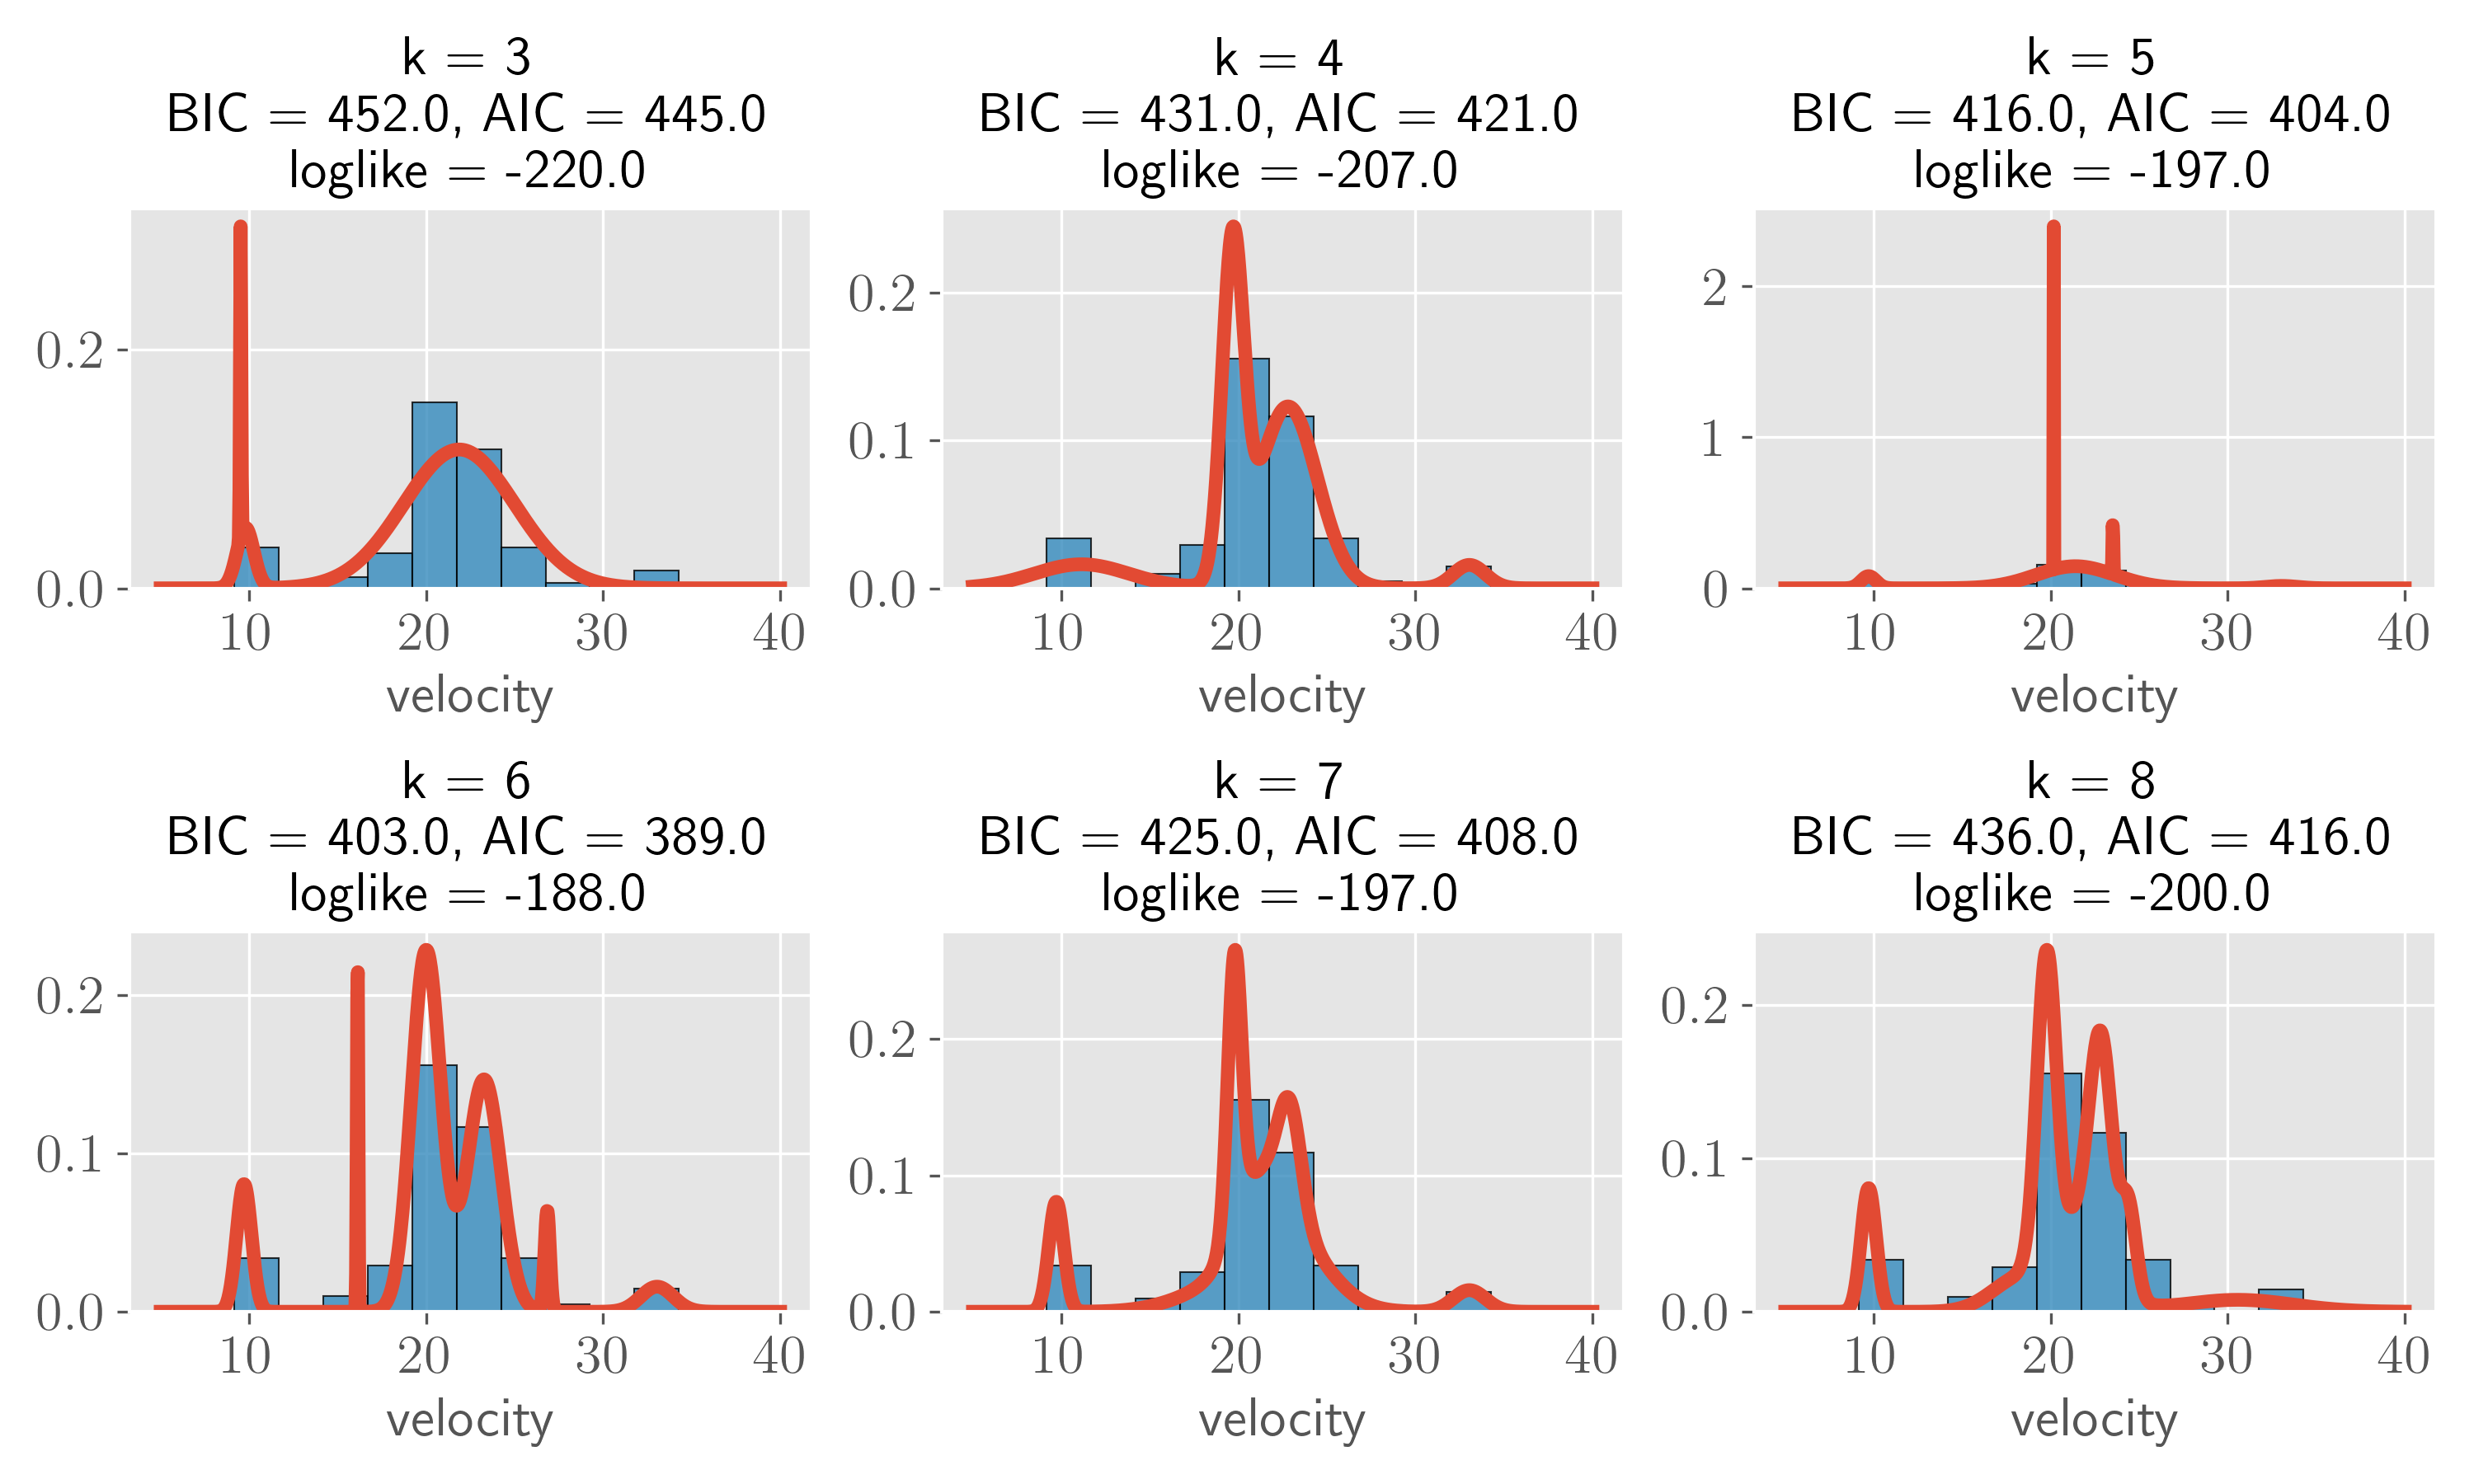 k = 3
BIC = 452.0, AIC = 445.0
loglike = -220.0
0.2
0.0
10 20 30 40
velocity
k = 4
BIC = 431.0, AIC = 421.0
loglike = -207.0
0.2
0.1
0.0
10 20 30 40
velocity
k = 5
BIC = 416.0, AIC = 404.0
loglike = -197.0
2
1
0
10 20 30 40
velocity
k = 6
BIC = 403.0, AIC = 389.0
loglike = -188.0
0.2
0.1
0.0
10 20 30 40
velocity
k = 7
BIC = 425.0, AIC = 408.0
loglike = -197.0
0.2
0.1
0.0
10 20 30 40
velocity
k = 8
BIC = 436.0, AIC = 416.0
loglike = -200.0
0.2
0.1
0.0
10 20 30 40
velocity